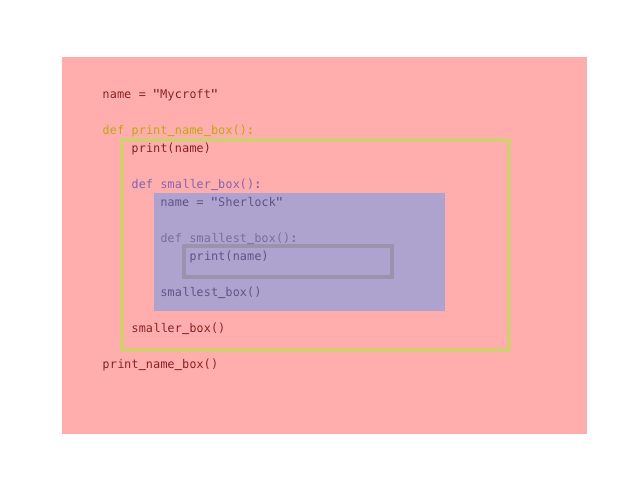 name = "Mycroft"
def print_name_box():
print(name)
def smaller_box():
name = "Sherlock"
def smallest_box():
print(name)
smallest_box()
smaller_box()
print_name_box()